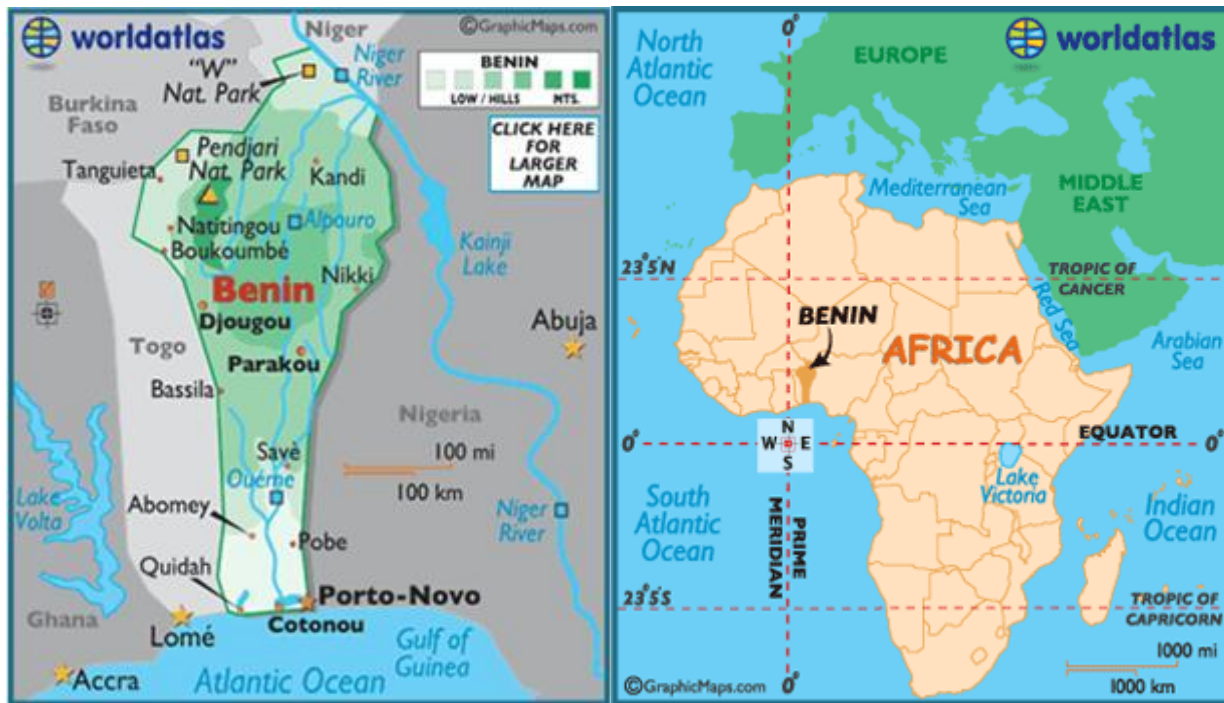 worldatlas
©GraphicMaps.com
Niger
Niger
River
"W"
Nat. Park
BENIN
LOW / HILLS
MTS.
Burkina
Faso
CLICK HERE
FOR
LARGER
MAP
Pendjari
Nat. Park
Tanguieta
Kandi
Natitingou
Alpouro
Boukoumbé
Kainji
Lake
Nikki
Benin
N
Djougou
Abuja
Togo
Parakou
Bassila
Nigeria
100 mi
Savè
100 km
Ouéme
Lake
Volta
Abomey
Niger
River
Pobe
Quidah
Porto-Novo
Ghana
Cotonou
Lomé
Gulf of
Guinea
Accra
Atlantic Ocean
0°
North
Atlantic
Ocean
EUROPE
worldatlas
Mediterranean
Sea
MIDDLE
EAST
23°5'N
TROPIC OF
CANCER
Red Sea
BENIN
AFRICA
Arabian
Sea
N
W E
S
0°
EQUATOR
0°
Lake
Victoria
South
Atlantic
Ocean
PRIME
MERIDIAN
Indian
Ocean
23°5'S
TROPIC OF
CAPRICORN
1000 mi
1000 km
©GraphicMaps.com
0°